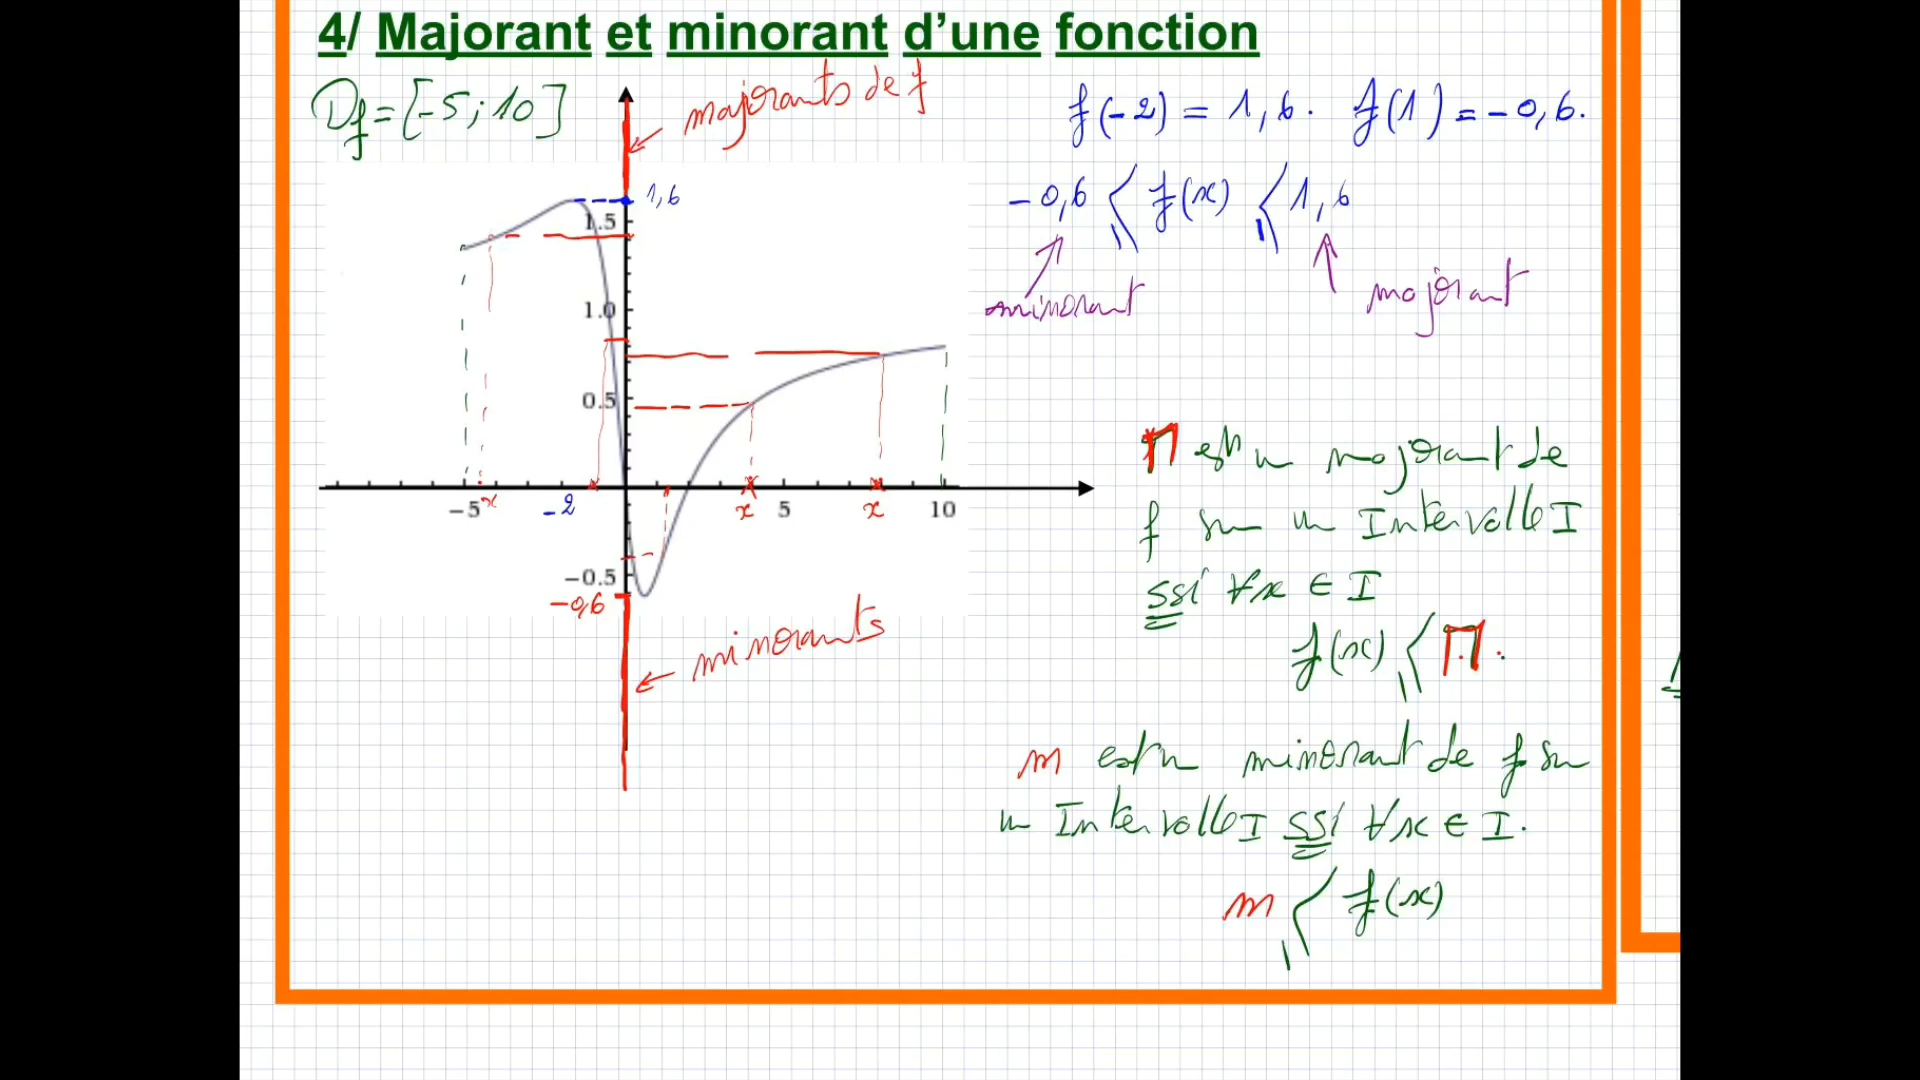 4/ Majorant et minorant d'une fonction
Df = [-5 ; 10]
majorants de f
f(-2) = 1,6. f(1) = -0,6.
-0,6 ⩽ f(x) ⩽ 1,6
minorant
majorant
1,6
1.5
1.0
0.5
-5 x -2 x 5 x 10
-0.5
-0,6
minorants
M est un majorant de
f sur un Intervalle I
ssi ∀x ∈ I
f(x) ⩽ M.
m est un minorant de f sur
un Intervalle I ssi ∀x ∈ I.
m ⩽ f(x)